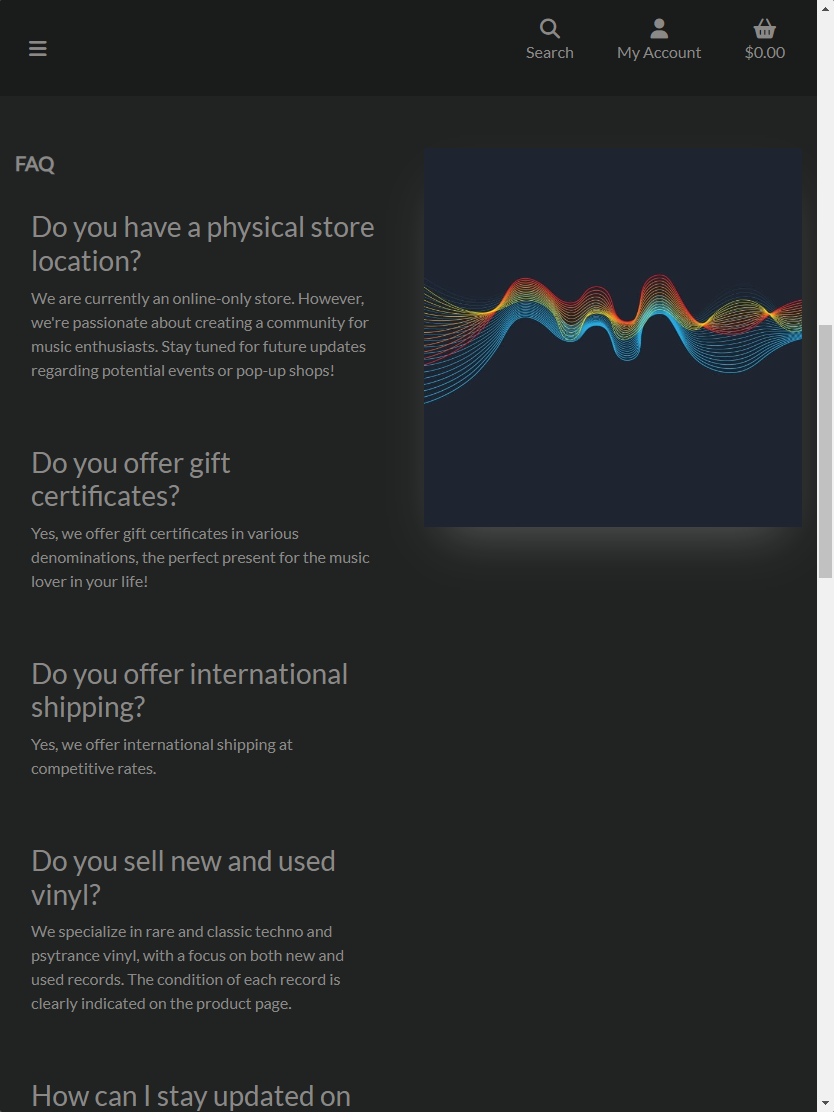 Search
My Account
$0.00
FAQ
Do you have a physical store
location?
We are currently an online-only store. However,
we're passionate about creating a community for
music enthusiasts. Stay tuned for future updates
regarding potential events or pop-up shops!
Do you offer gift
certificates?
Yes, we offer gift certificates in various
denominations, the perfect present for the music
lover in your life!
Do you offer international
shipping?
Yes, we offer international shipping at
competitive rates.
Do you sell new and used
vinyl?
We specialize in rare and classic techno and
psytrance vinyl, with a focus on both new and
used records. The condition of each record is
clearly indicated on the product page.
How can I stay updated on